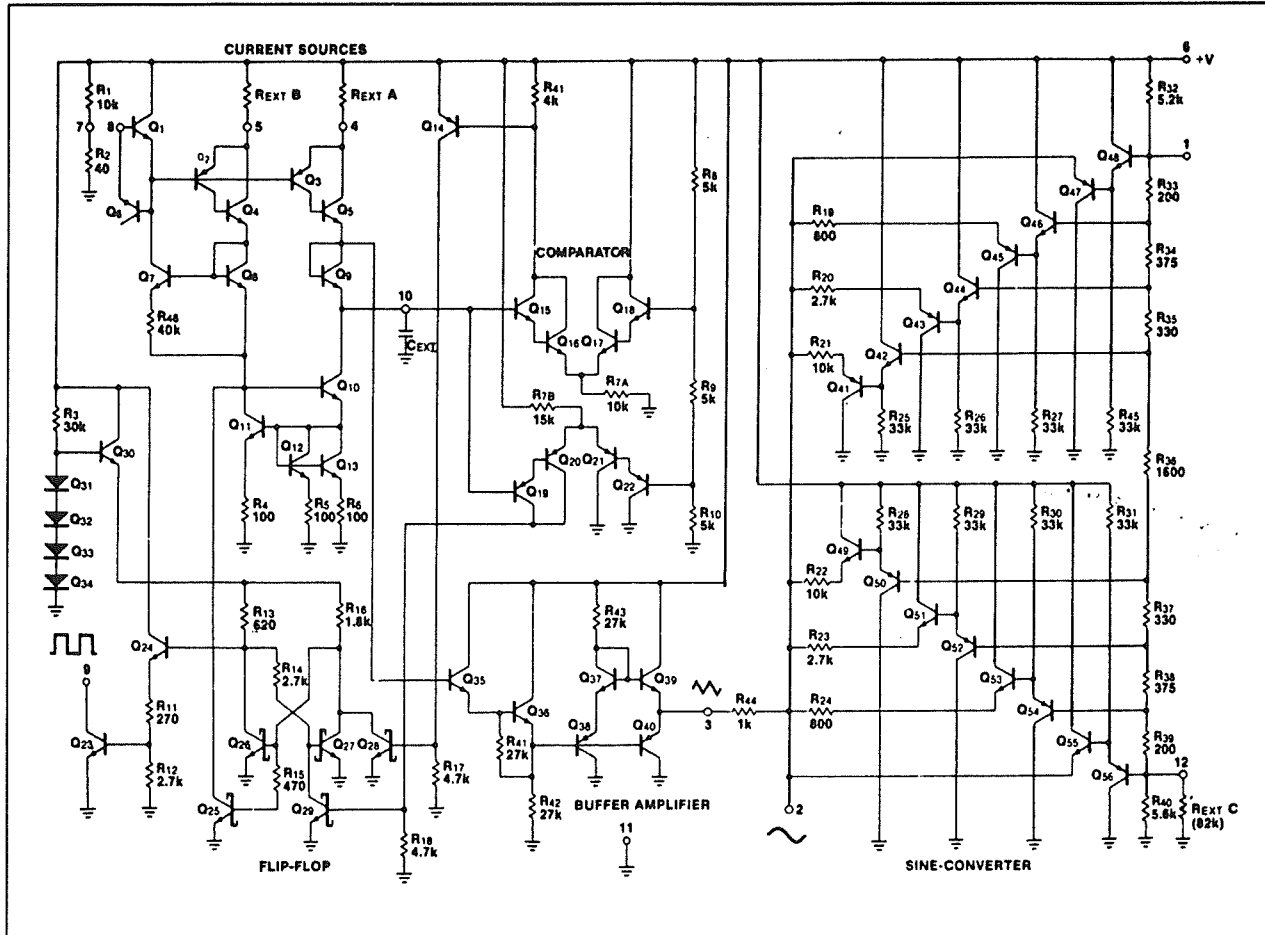 CURRENT SOURCES
6
+V
R1
10k
REXT B
REXT A
R41
4k
R32
5.2k
7
8
Q1
5
4
Q14
Q48
1
R2
40
Q2
Q3
R8
5k
Q47
R33
200
Q6
Q4
Q5
R19
800
Q46
R34
375
COMPARATOR
Q45
Q7
Q8
Q9
R20
2.7k
Q44
10
Q15
Q18
R46
40k
Q16
Q17
Q43
R35
330
CEXT
R21
10k
Q42
Q10
R7A
10k
R9
5k
Q41
R7B
15k
R25
33k
R26
33k
R27
33k
R45
33k
R3
30k
Q11
Q30
Q12
Q13
Q20
Q21
R36
1600
Q31
Q19
Q22
R4
100
R5
100
R6
100
R10
5k
R28
33k
R29
33k
R30
33k
R31
33k
Q32
Q33
Q49
Q34
R22
10k
Q50
R13
620
R16
1.8k
R43
27k
Q51
R37
330
Q24
R23
2.7k
Q52
9
R14
2.7k
Q35
Q37
Q39
Q53
R38
375
R11
270
Q36
3
R44
1k
R24
800
Q54
Q23
Q26
Q27
Q28
R41
27k
Q38
Q40
Q55
R39
200
12
R12
2.7k
R15
470
R17
4.7k
Q56
Q25
Q29
R42
27k
BUFFER AMPLIFIER
2
R40
5.6k
REXT C
(82k)
R18
4.7k
11
FLIP-FLOP
SINE-CONVERTER